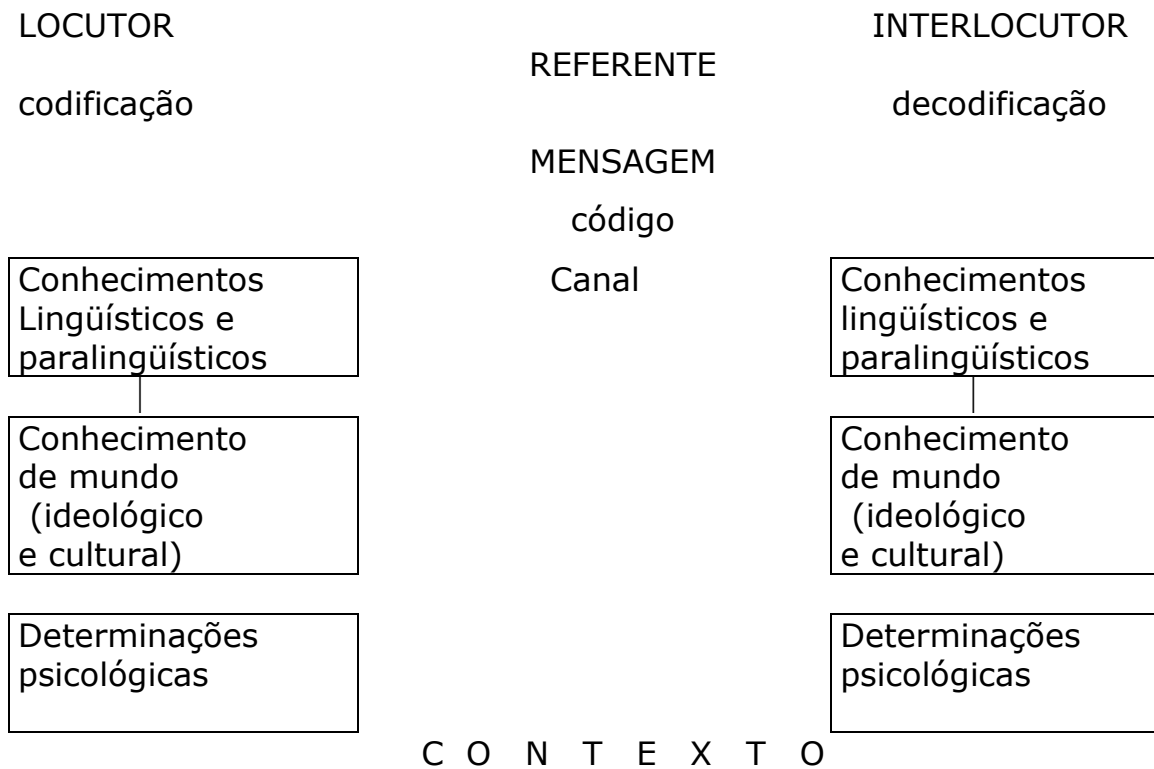 LOCUTOR INTERLOCUTOR
REFERENTE
codificação decodificação
MENSAGEM
código
Canal
Conhecimentos
Lingüísticos e
paralingüísticos
Conhecimento
de mundo
(ideológico
e cultural)
Determinações
psicológicas
Conhecimentos
lingüísticos e
paralingüísticos
Conhecimento
de mundo
(ideológico
e cultural)
Determinações
psicológicas
C O N T E X T O